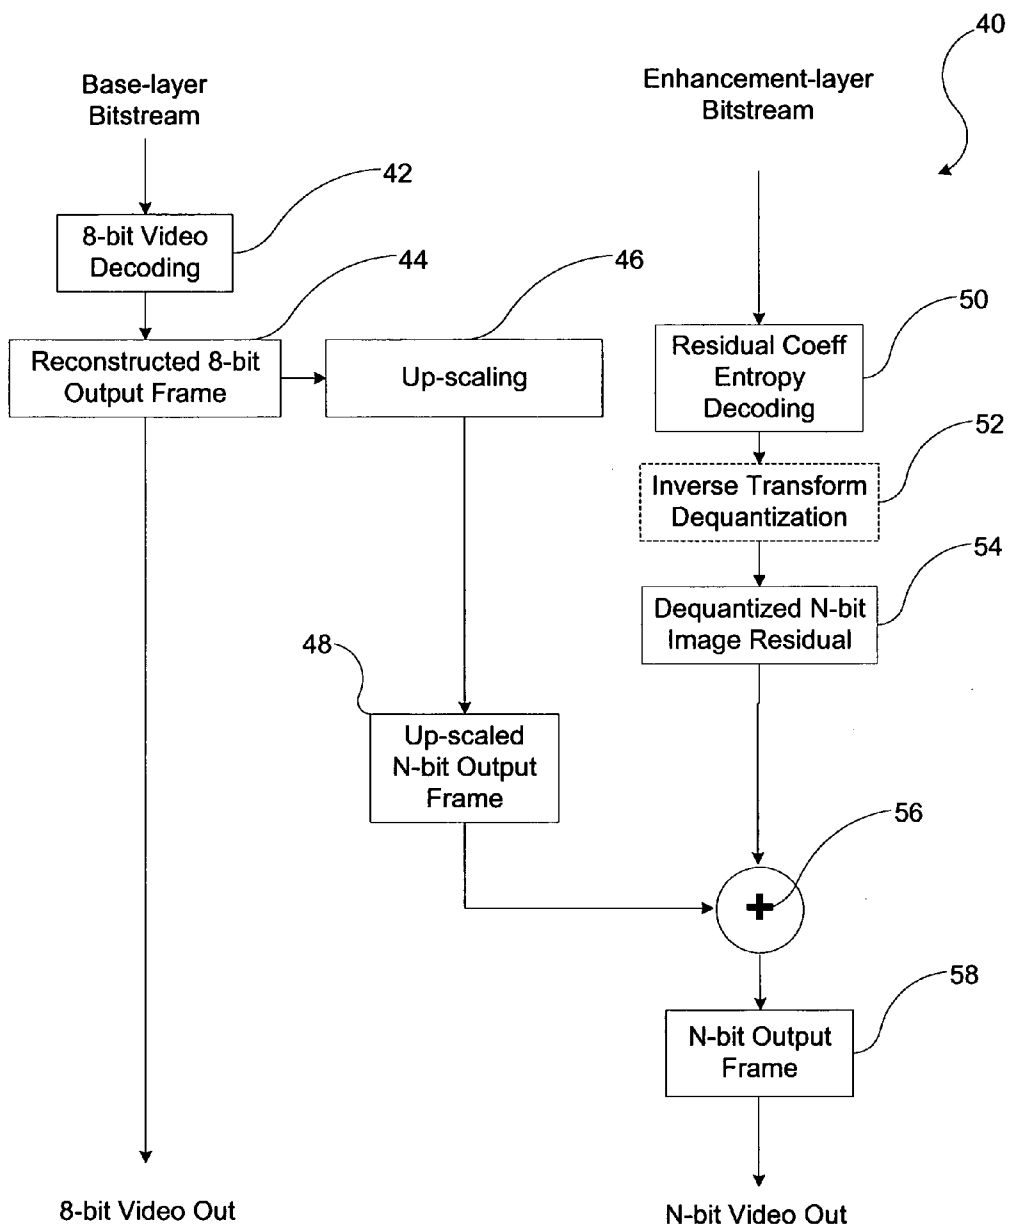 40
Base-layer
Bitstream
Enhancement-layer
Bitstream
42
8-bit Video
Decoding
44
46
50
Reconstructed 8-bit
Output Frame
Up-scaling
Residual Coeff
Entropy
Decoding
52
Inverse Transform
Dequantization
54
Dequantized N-bit
Image Residual
48
Up-scaled
N-bit Output
Frame
56
+
58
N-bit Output
Frame
8-bit Video Out
N-bit Video Out